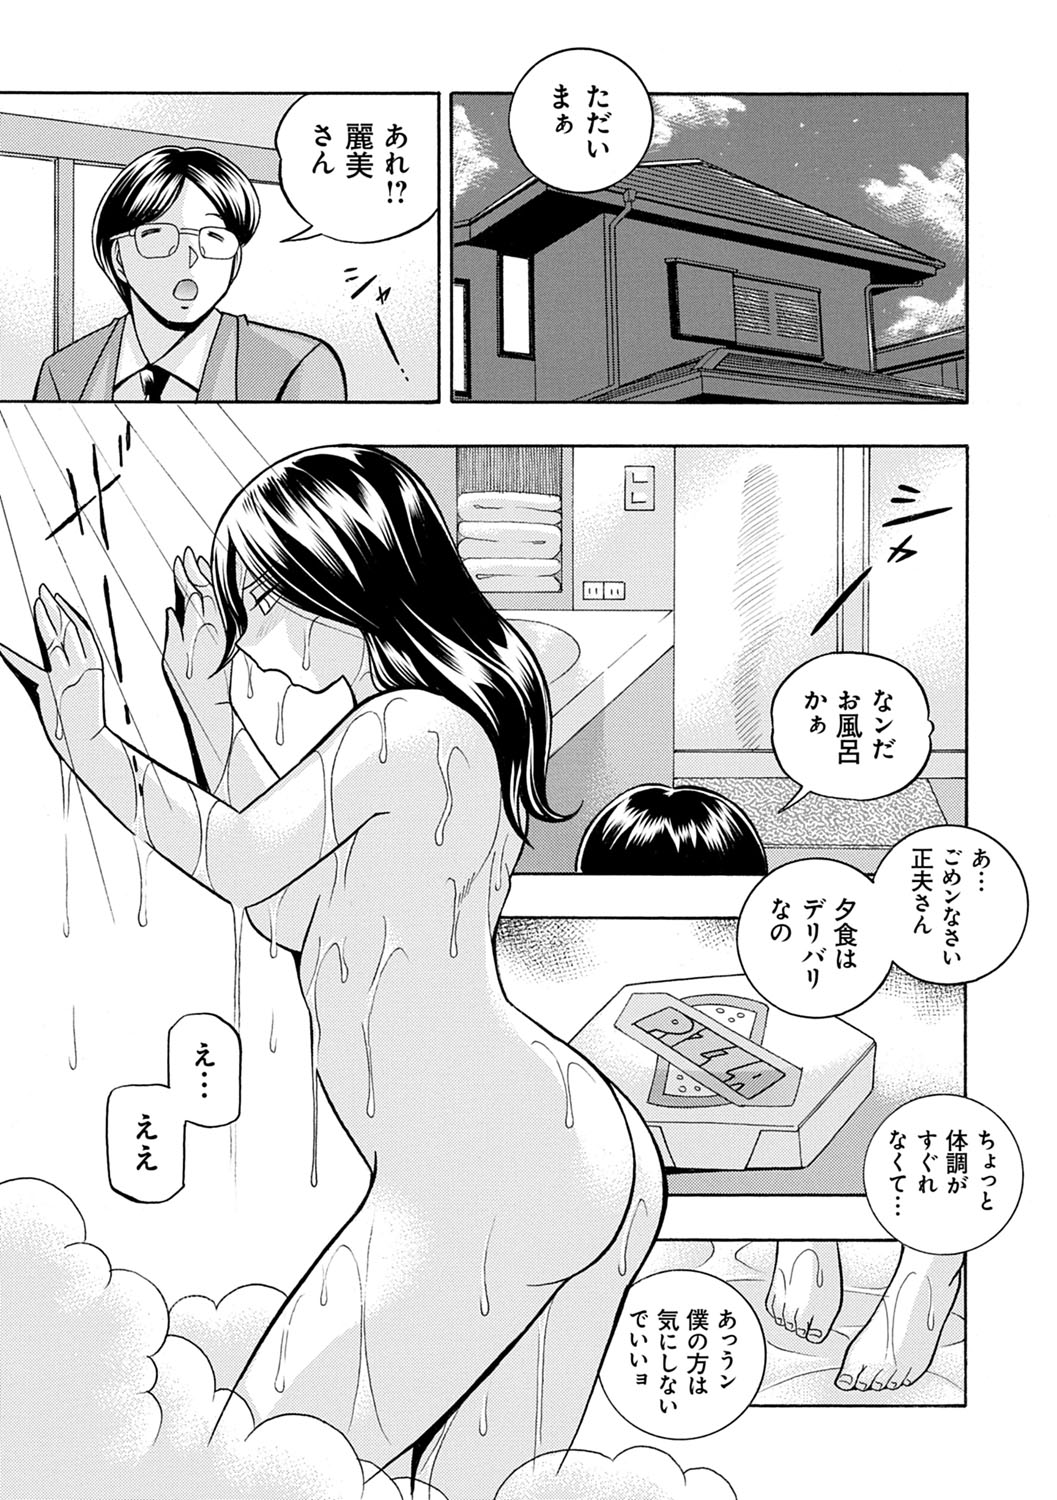 ただい
まぁ
あれ!?
麗美
さん
シャ
シャ
なンだ
お風呂
かぁ
あ…
ごめンなさい
正夫さん
夕食は
デリバリ
なの
PIZZA
ちょっと
体調が
すぐれ
なくて…
え…
ええ
あっうン
僕の方は
気にしない
でいいョ